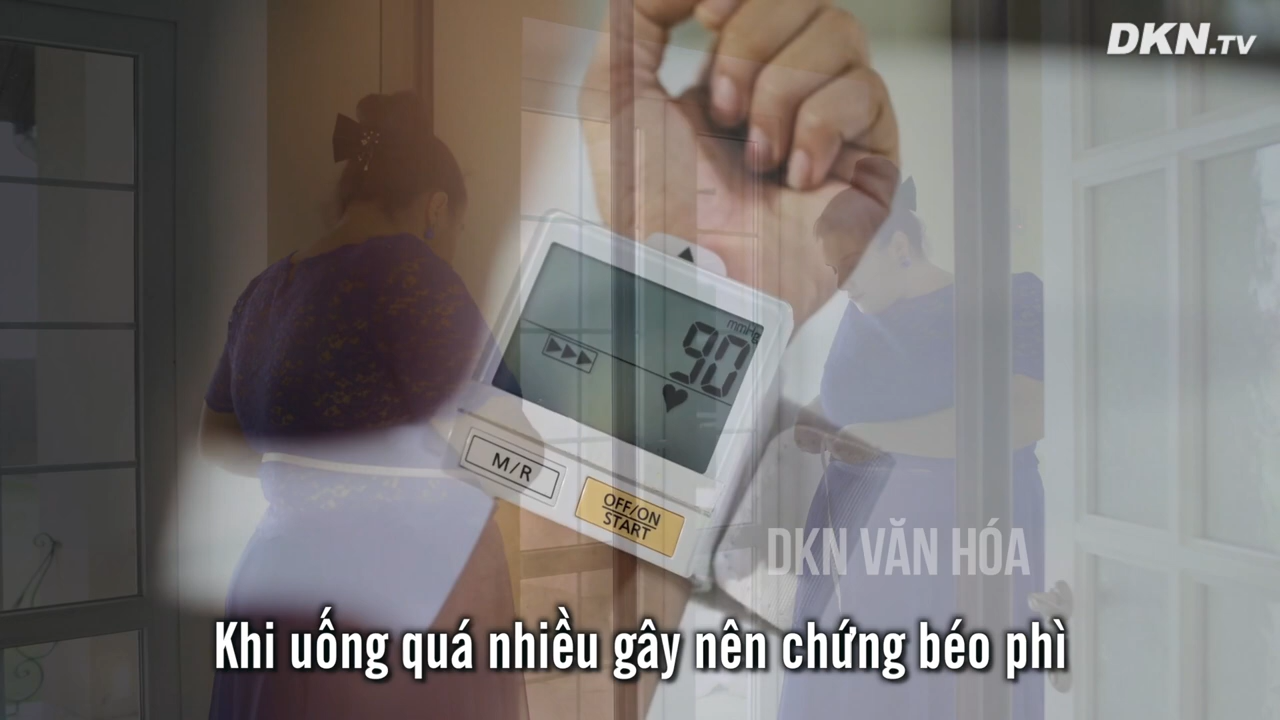 DKN.TV
mmHg
90
M/R
OFF/ON
START
DKN VĂN HÓA
Khi uống quá nhiều gây nên chứng béo phì